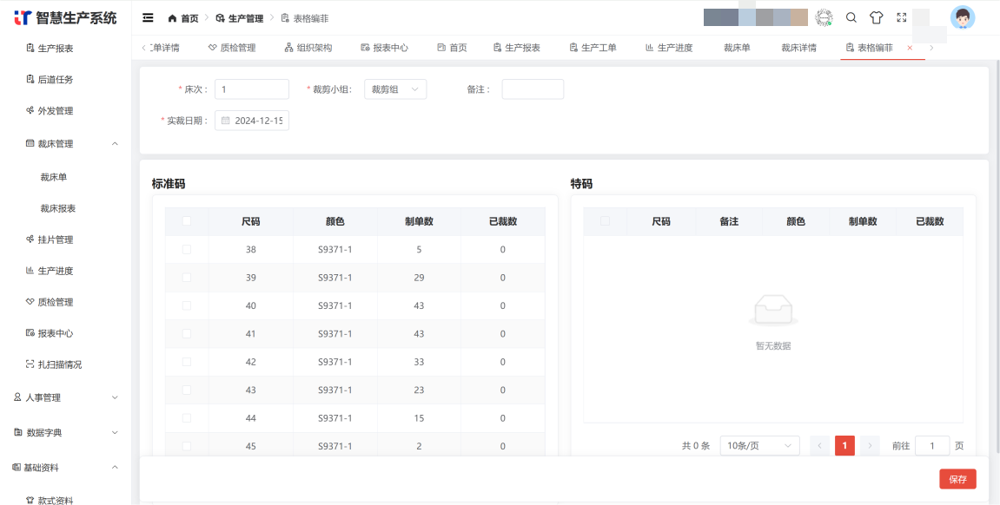 智慧生产系统
首页 生产管理 表格编菲
单详情 质检管理 组织架构 报表中心 首页 生产报表 生产工单 生产进度 裁床单 裁床详情 表格编菲
生产报表
后道任务
外发管理
裁床管理
裁床单
裁床报表
挂片管理
生产进度
质检管理
报表中心
扎扫描情况
人事管理
数据字典
基础资料
款式资料
* 床次： 1 * 裁剪小组： 裁剪组 备注：
* 实裁日期： 2024-12-15
标准码
尺码 颜色 制单数 已裁数
38 S9371-1 5 0
39 S9371-1 29 0
40 S9371-1 43 0
41 S9371-1 43 0
42 S9371-1 33 0
43 S9371-1 23 0
44 S9371-1 15 0
45 S9371-1 2 0
特码
尺码 备注 颜色 制单数 已裁数
暂无数据
共 0 条 10条/页 1 前往 1 页
保存